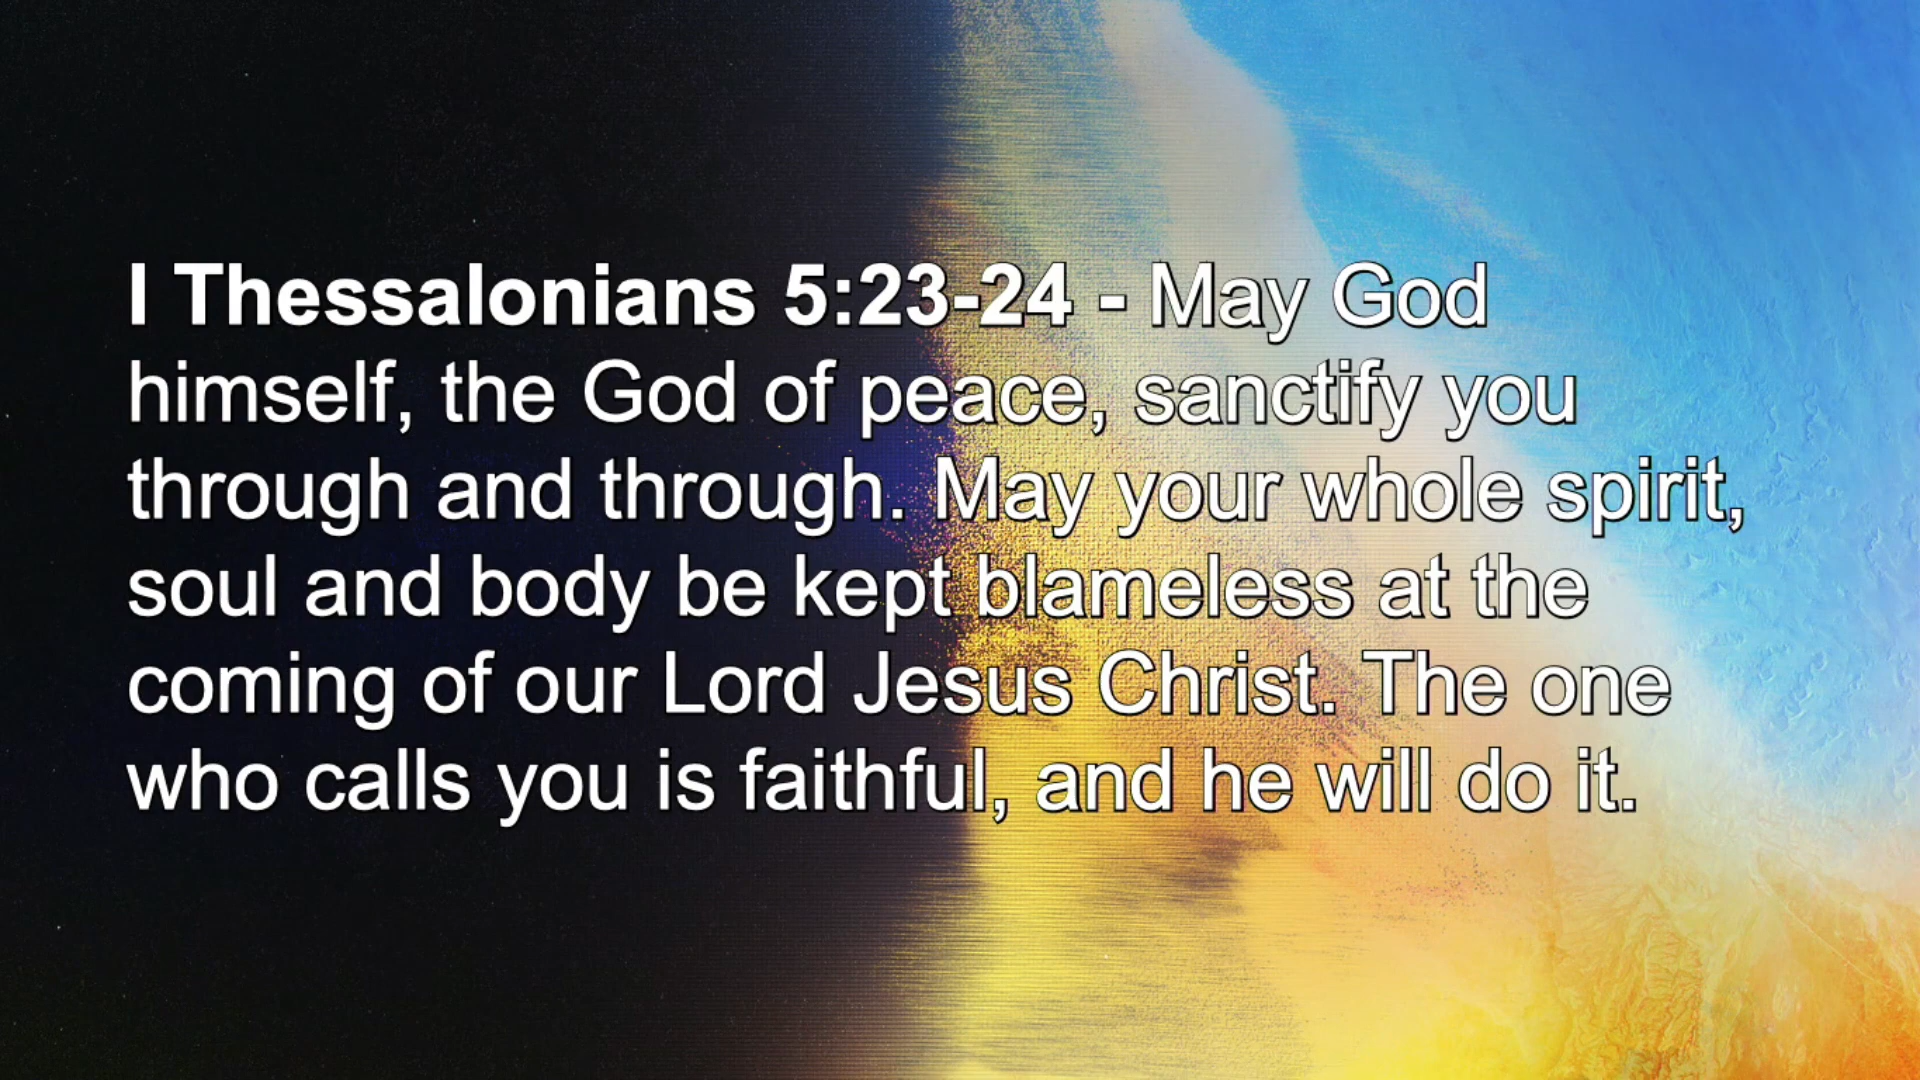 I Thessalonians 5:23-24 - May God
himself, the God of peace, sanctify you
through and through. May your whole spirit,
soul and body be kept blameless at the
coming of our Lord Jesus Christ. The one
who calls you is faithful, and he will do it.